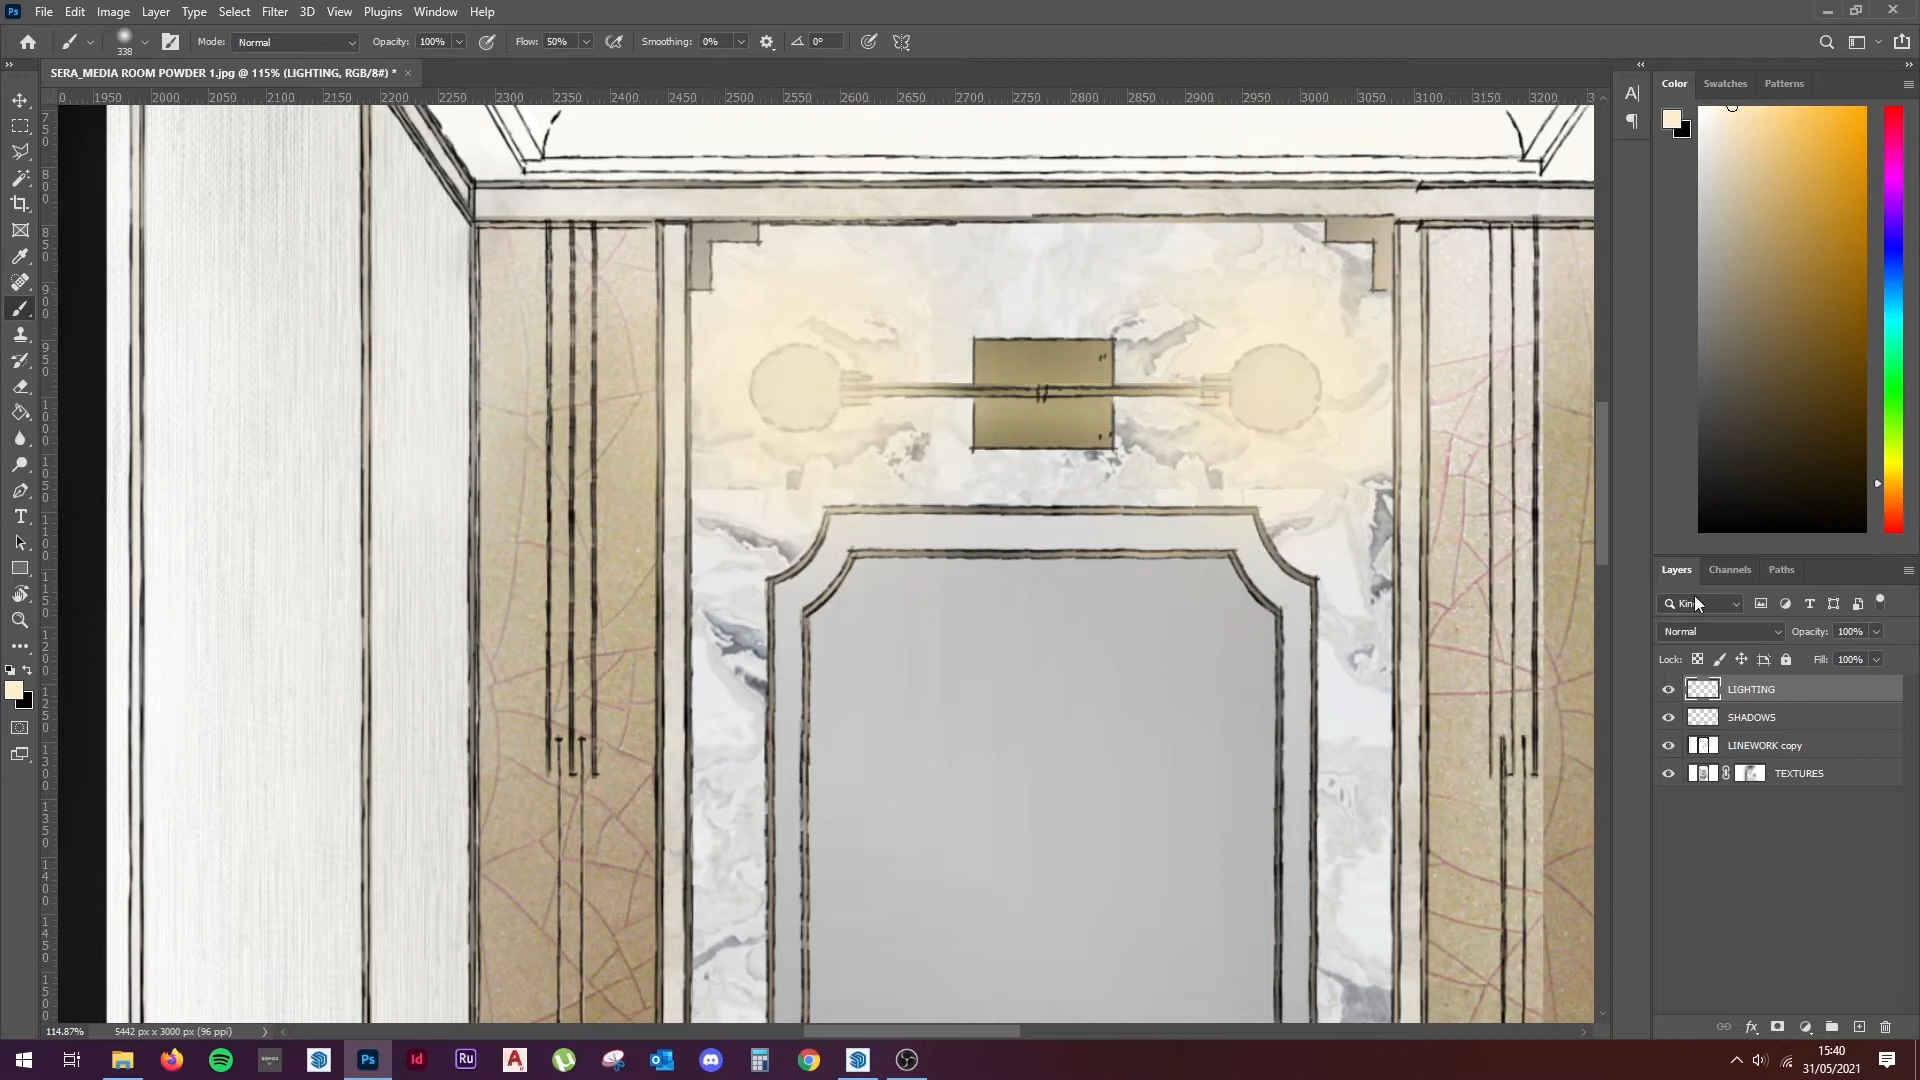 File Edit Image Layer Type Select Filter 3D View Plugins Window Help
338 Mode: Normal Opacity: 100% Flow: 50% Smoothing: 0% 0°
SERA_MEDIA ROOM POWDER 1.jpg @ 115% (LIGHTING, RGB/8#) *
1950 2000 2050 2100 2150 2200 2250 2300 2350 2400 2450 2500 2550 2600 2650 2700 2750 2800 2850 2900 2950 3000 3050 3100 3150 3200
Color Swatches Patterns
Layers Channels Paths
Kind
Normal Opacity: 100%
Lock: Fill: 100%
LIGHTING
SHADOWS
LINEWORK copy
TEXTURES
114.87% 5442 px x 3000 px (96 ppi)
15:40
31/05/2021